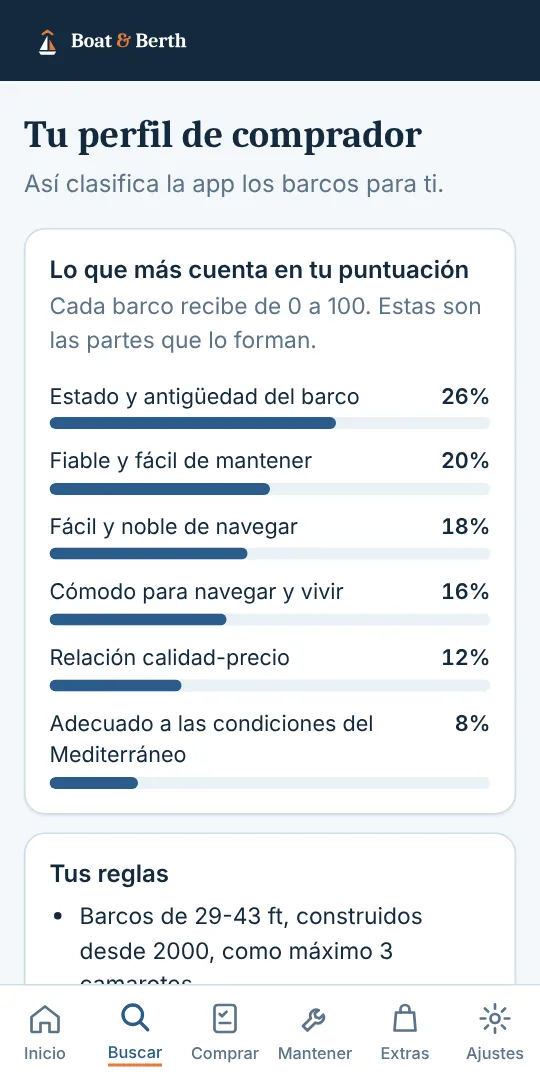 Boat & Berth
Tu perfil de comprador
Así clasifica la app los barcos para ti.
Lo que más cuenta en tu puntuación
Cada barco recibe de 0 a 100. Estas son
las partes que lo forman.
Estado y antigüedad del barco 26%
Fiable y fácil de mantener 20%
Fácil y noble de navegar 18%
Cómodo para navegar y vivir 16%
Relación calidad-precio 12%
Adecuado a las condiciones del 8%
Mediterráneo
Tus reglas
• Barcos de 29-43 ft, construidos
desde 2000, como máximo 3
camarotes
Inicio Buscar Comprar Mantener Extras Ajustes